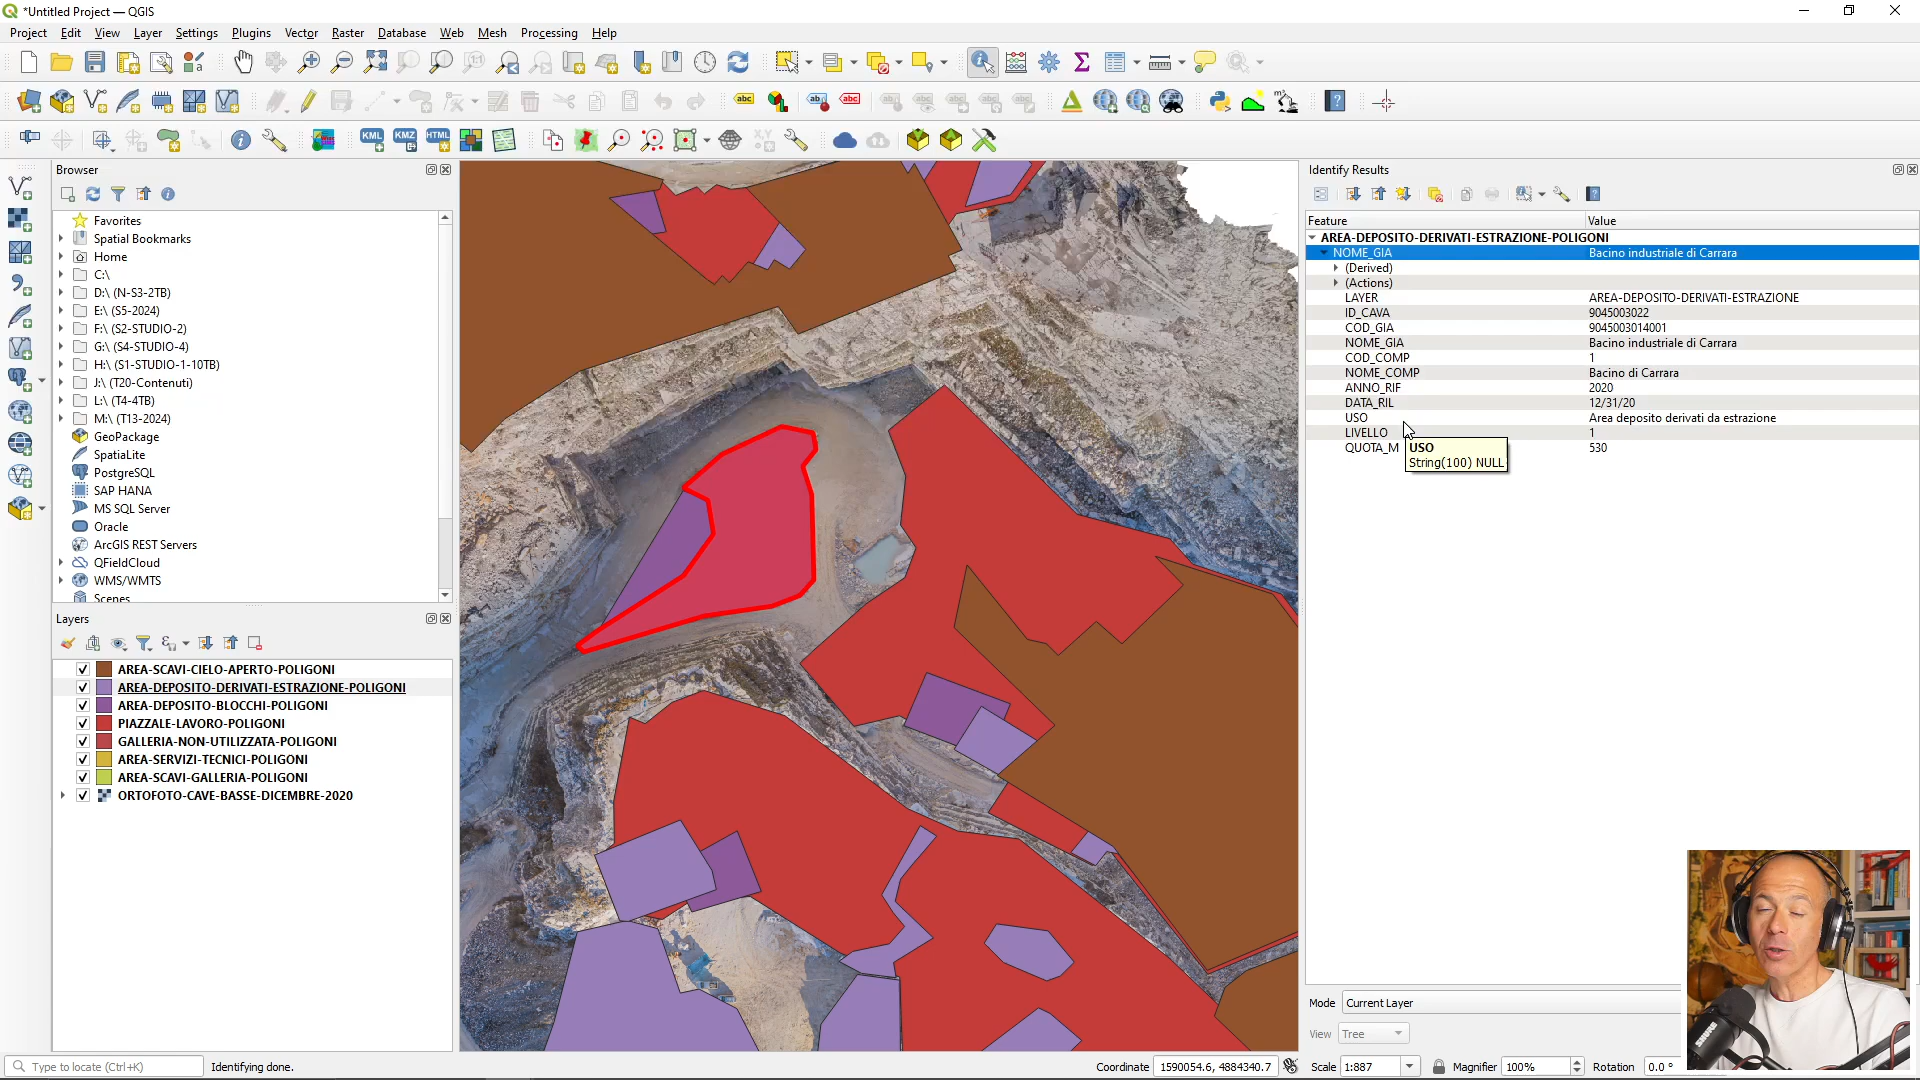 *Untitled Project — QGIS
Project Edit View Layer Settings Plugins Vector Raster Database Web Mesh Processing Help
KML KMZ HTML
Browser
Favorites
Spatial Bookmarks
Home
C:\
D:\ (N-S3-2TB)
E:\ (S5-2024)
F:\ (S2-STUDIO-2)
G:\ (S4-STUDIO-4)
H:\ (S1-STUDIO-1-10TB)
J:\ (T20-Contenuti)
L:\ (T4-4TB)
M:\ (T13-2024)
GeoPackage
SpatiaLite
PostgreSQL
SAP HANA
MS SQL Server
Oracle
ArcGIS REST Servers
QFieldCloud
WMS/WMTS
Scenes
Layers
AREA-SCAVI-CIELO-APERTO-POLIGONI
AREA-DEPOSITO-DERIVATI-ESTRAZIONE-POLIGONI
AREA-DEPOSITO-BLOCCHI-POLIGONI
PIAZZALE-LAVORO-POLIGONI
GALLERIA-NON-UTILIZZATA-POLIGONI
AREA-SERVIZI-TECNICI-POLIGONI
AREA-SCAVI-GALLERIA-POLIGONI
ORTOFOTO-CAVE-BASSE-DICEMBRE-2020
Identify Results
Feature Value
AREA-DEPOSITO-DERIVATI-ESTRAZIONE-POLIGONI
NOME_GIA Bacino industriale di Carrara
(Derived)
(Actions)
LAYER AREA-DEPOSITO-DERIVATI-ESTRAZIONE
ID_CAVA 9045003022
COD_GIA 9045003014001
NOME_GIA Bacino industriale di Carrara
COD_COMP 1
NOME_COMP Bacino di Carrara
ANNO_RIF 2020
DATA_RIL 12/31/20
USO Area deposito derivati da estrazione
LIVELLO 1
QUOTA_M 530
USO
String(100) NULL
Mode Current Layer
View Tree
Type to locate (Ctrl+K) Identifying done. Coordinate 1590054.6, 4884340.7 Scale 1:887 Magnifier 100% Rotation 0.0 °